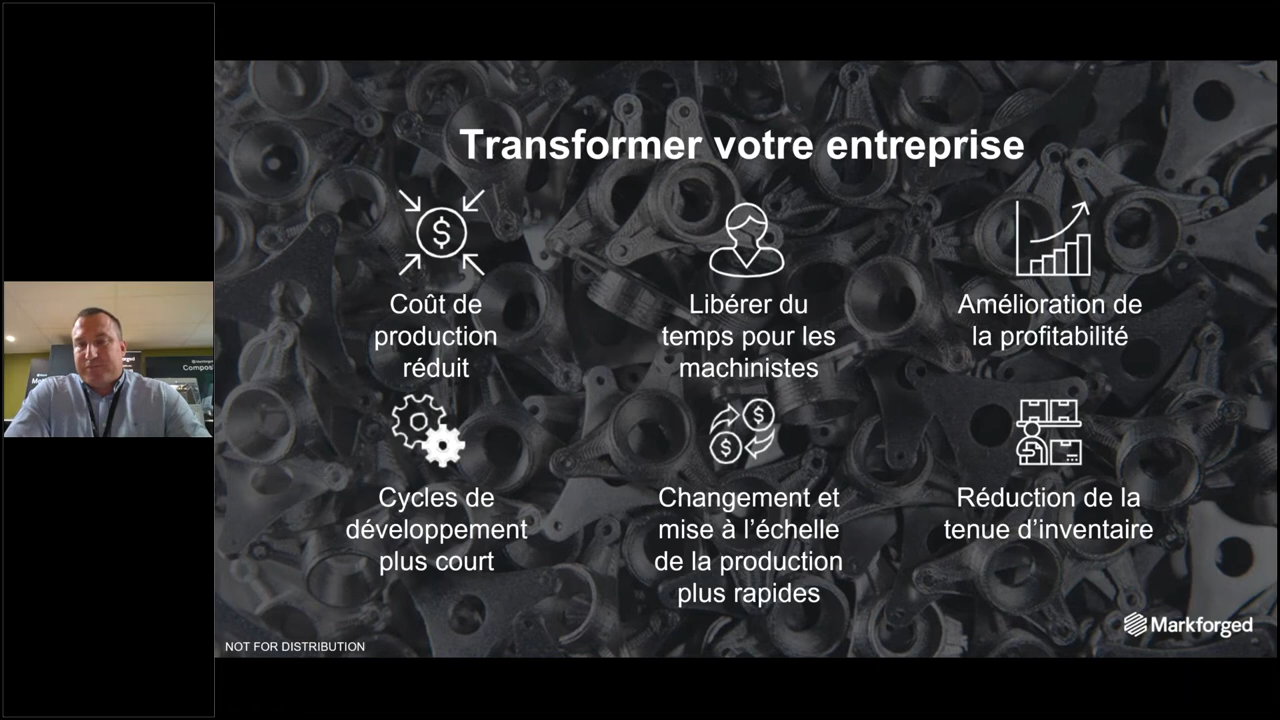 Transformer votre entreprise
Coût de
production
réduit
Libérer du
temps pour les
machinistes
Amélioration de
la profitabilité
Cycles de
développement
plus court
Changement et
mise à l’échelle
de la production
plus rapides
Réduction de la
tenue d’inventaire
Markforged
NOT FOR DISTRIBUTION